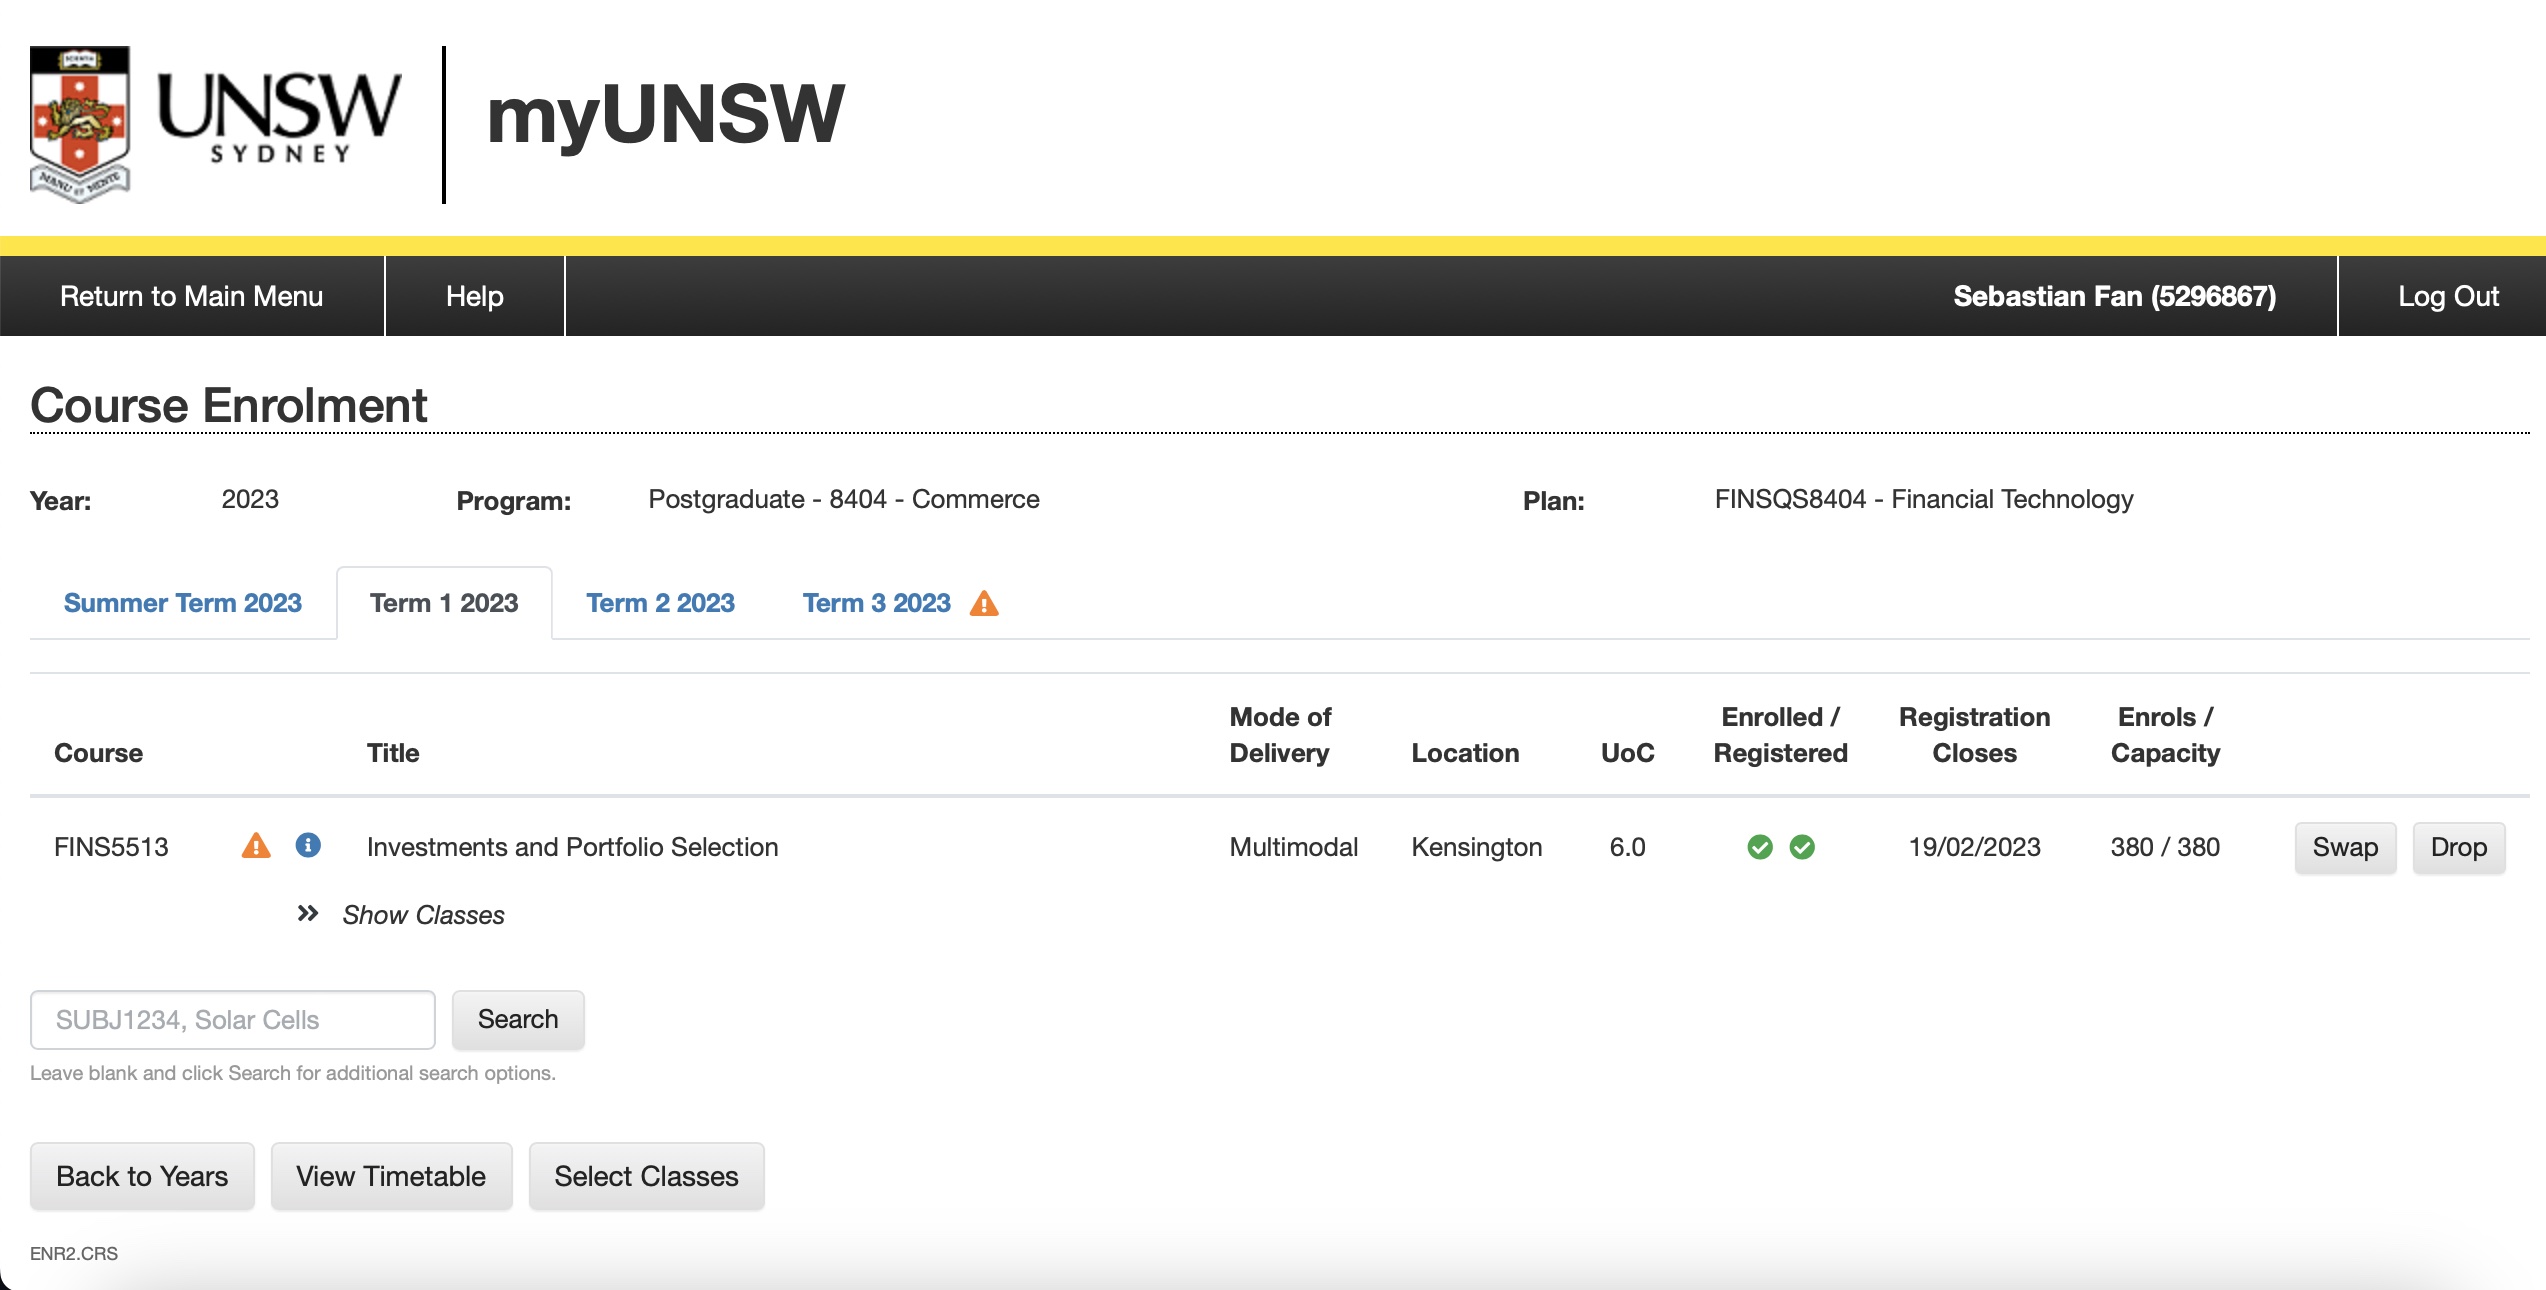 SCIENTIA
MANU ET MENTE
UNSW
SYDNEY
myUNSW
Return to Main Menu
Help
Sebastian Fan (5296867)
Log Out
Course Enrolment
Year: 2023 Program: Postgraduate - 8404 - Commerce Plan: FINSQS8404 - Financial Technology
Summer Term 2023 Term 1 2023 Term 2 2023 Term 3 2023
Course Title Mode of Delivery Location UoC Enrolled / Registered Registration Closes Enrols / Capacity
FINS5513 Investments and Portfolio Selection Multimodal Kensington 6.0 19/02/2023 380 / 380 Swap Drop
Show Classes
SUBJ1234, Solar Cells Search
Leave blank and click Search for additional search options.
Back to Years View Timetable Select Classes
ENR2.CRS